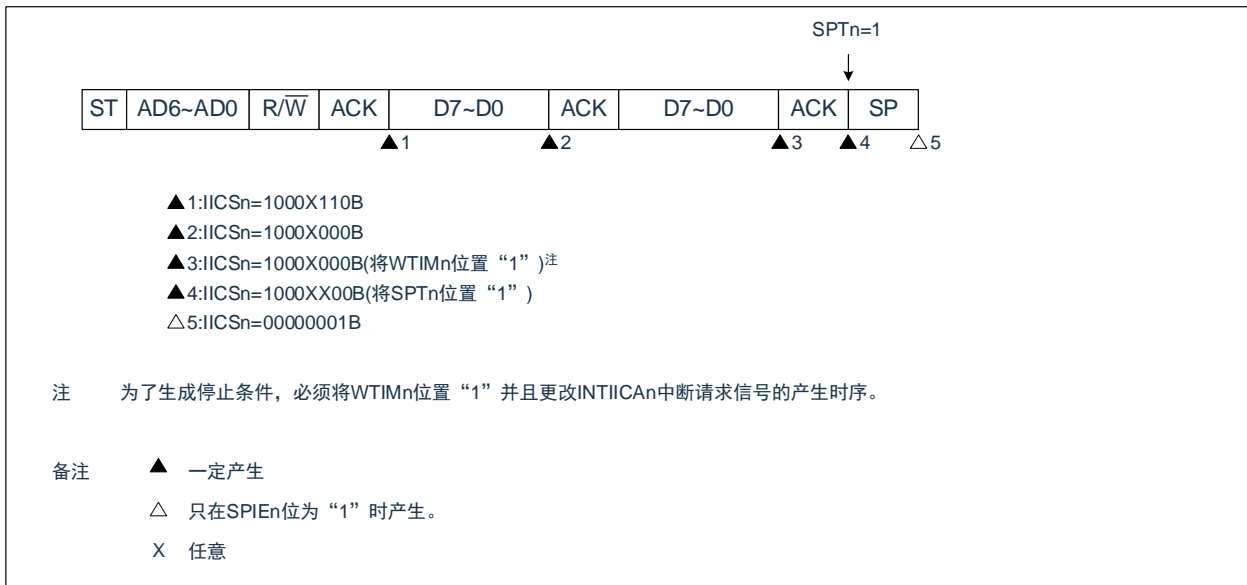 SPTn=1
ST AD6~AD0 R/W̅ ACK D7~D0 ACK D7~D0 ACK SP
▲1 ▲2 ▲3 ▲4 △5
▲1:IICSn=1000X110B
▲2:IICSn=1000X000B
▲3:IICSn=1000X000B(将WTIMn位置“1”)注
▲4:IICSn=1000XX00B(将SPTn位置“1”)
△5:IICSn=00000001B
注 为了生成停止条件，必须将WTIMn位置“1”并且更改INTIICAn中断请求信号的产生时序。
备注 ▲ 一定产生
△ 只在SPIEn位为“1”时产生。
X 任意